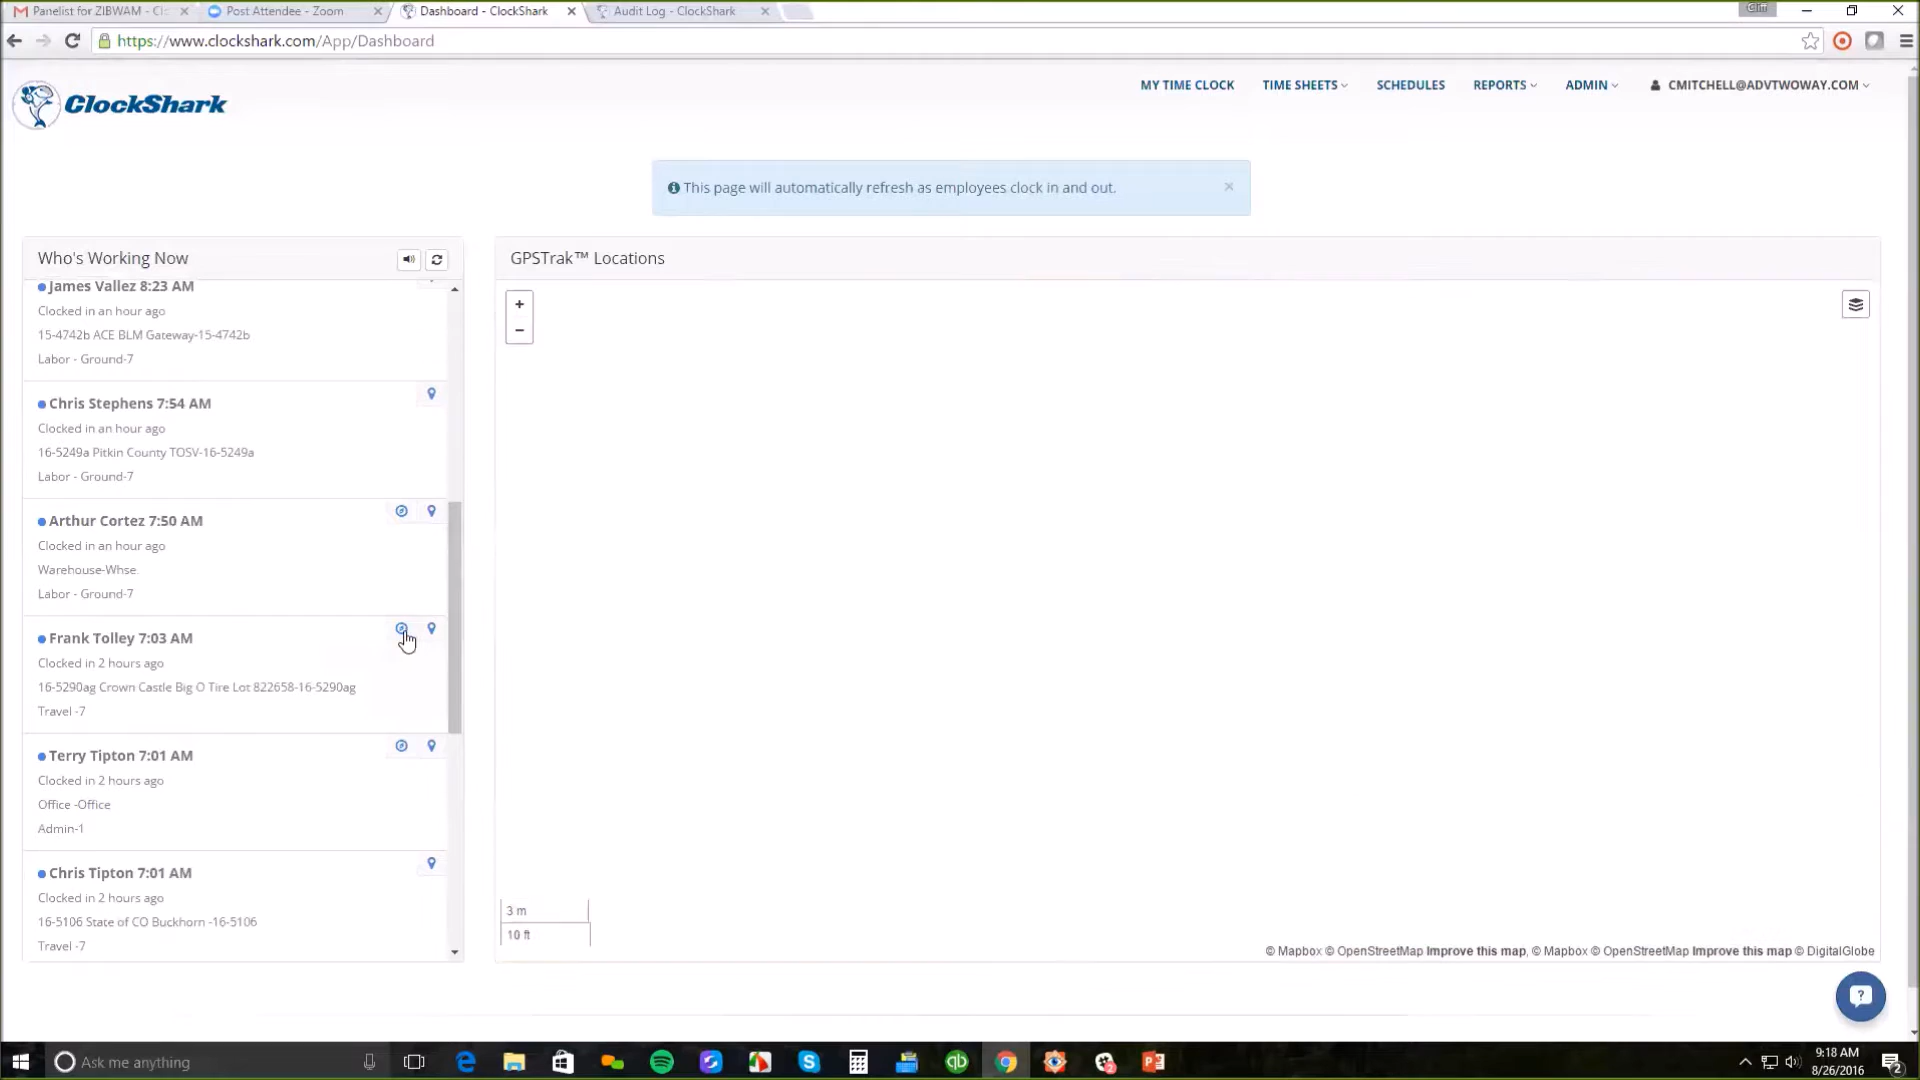 Panelist for ZIBWAM - Cl
Post Attendee - Zoom
Dashboard - ClockShark
Audit Log - ClockShark
Cliff
https://www.clockshark.com/App/Dashboard
ClockShark
MY TIME CLOCK
TIME SHEETS
SCHEDULES
REPORTS
ADMIN
CMITCHELL@ADVTWOWAY.COM
This page will automatically refresh as employees clock in and out.
×
Who's Working Now
GPSTrak™ Locations
+
−
James Vallez 8:23 AM
Clocked in an hour ago
15-4742b ACE BLM Gateway-15-4742b
Labor - Ground-7
Chris Stephens 7:54 AM
Clocked in an hour ago
16-5249a Pitkin County TOSV-16-5249a
Labor - Ground-7
Arthur Cortez 7:50 AM
Clocked in an hour ago
Warehouse-Whse.
Labor - Ground-7
Frank Tolley 7:03 AM
Clocked in 2 hours ago
16-5290ag Crown Castle Big O Tire Lot 822658-16-5290ag
Travel -7
Terry Tipton 7:01 AM
Clocked in 2 hours ago
Office -Office
Admin-1
Chris Tipton 7:01 AM
Clocked in 2 hours ago
16-5106 State of CO Buckhorn -16-5106
Travel -7
3 m
10 ft
© Mapbox © OpenStreetMap Improve this map, © Mapbox © OpenStreetMap Improve this map © DigitalGlobe
?
Ask me anything
qb
2
9:18 AM
8/26/2016
2